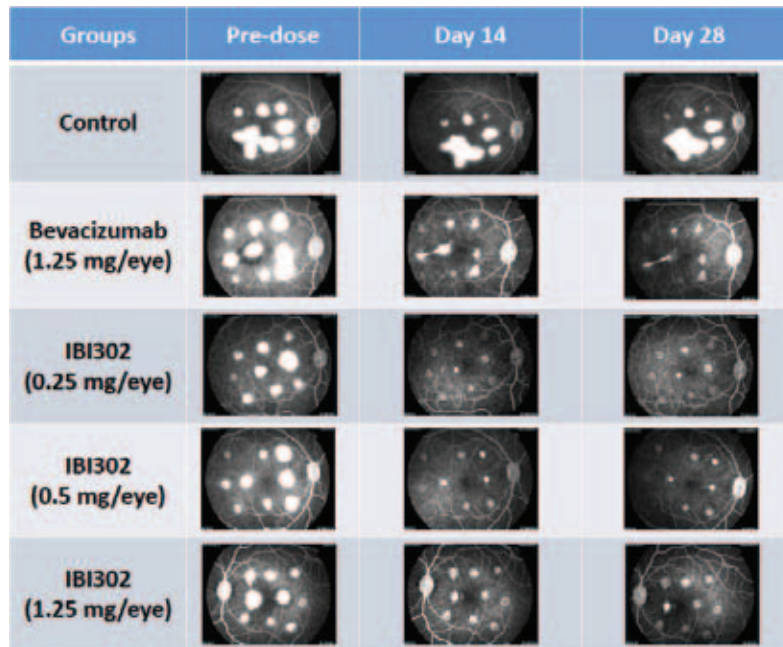 Groups Pre-dose Day 14 Day 28
Control
Bevacizumab
(1.25 mg/eye)
IBI302
(0.25 mg/eye)
IBI302
(0.5 mg/eye)
IBI302
(1.25 mg/eye)